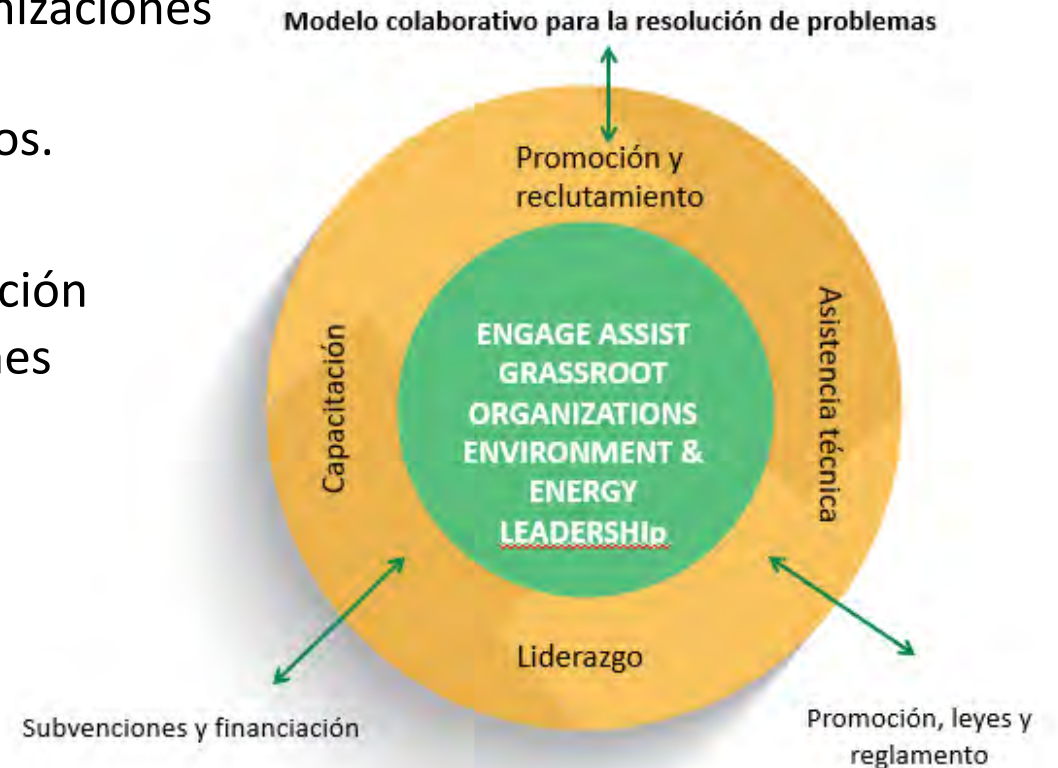 Modelo colaborativo para la resolución de problemas
Promoción y
reclutamiento
Asistencia técnica
Capacitación
ENGAGE ASSIST
GRASSROOT
ORGANIZATIONS
ENVIRONMENT &
ENERGY
LEADERSHIp
Liderazgo
Subvenciones y financiación
Promoción, leyes y
reglamento